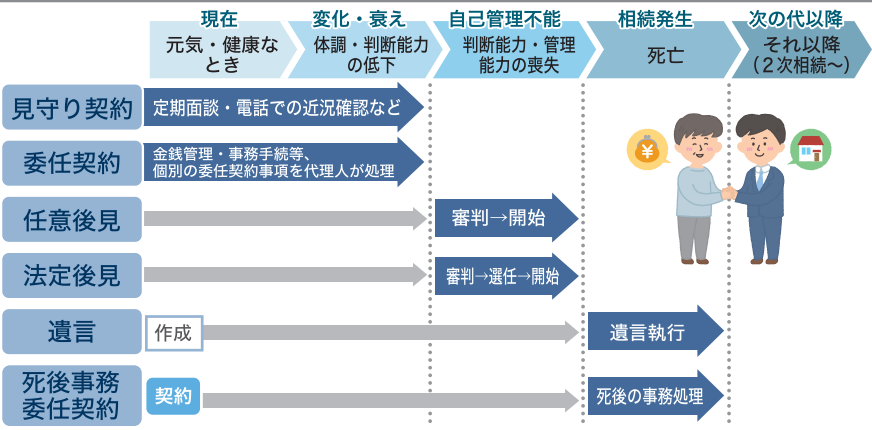 現在
変化・衰え
自己管理不能
相続発生
次の代以降
元気・健康な
とき
体調・判断能力
の低下
判断能力・管理
能力の喪失
死亡
それ以降
（２次相続～）
見守り契約
定期面談・電話での近況確認など
委任契約
金銭管理・事務手続等、
個別の委任契約事項を代理人が処理
任意後見
審判→開始
法定後見
審判→選任→開始
遺言
作成
遺言執行
死後事務
委任契約
契約
死後の事務処理
¥